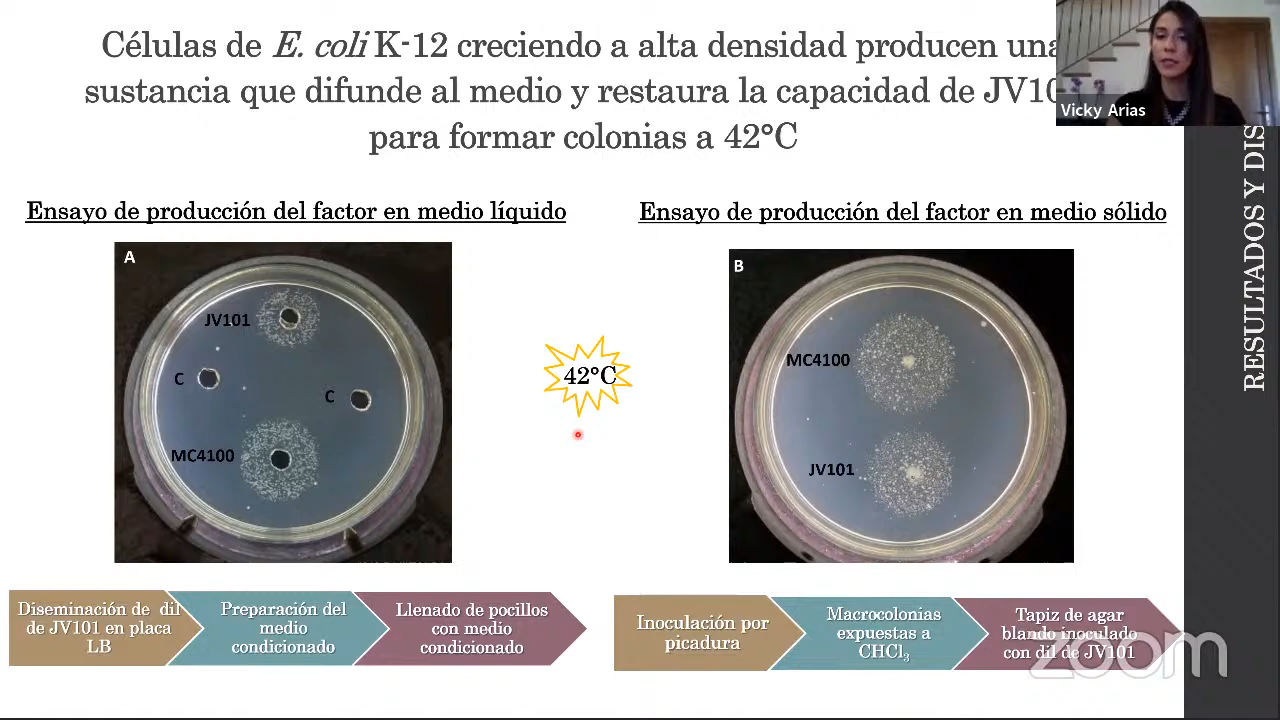 Células de E. coli K-12 creciendo a alta densidad producen una
sustancia que difunde al medio y restaura la capacidad de JV10
para formar colonias a 42°C
Vicky Arias
RESULTADOS Y DIS
Ensayo de producción del factor en medio líquido
Ensayo de producción del factor en medio sólido
A
JV101
C
C
MC4100
42°C
B
MC4100
JV101
Diseminación de dil
de JV101 en placa
LB
Preparación del
medio
condicionado
Llenado de pocillos
con medio
condicionado
Inoculación por
picadura
Macrocolonias
expuestas a
CHCl₃
Tapiz de agar
blando inoculado
con dil de JV101
zoom